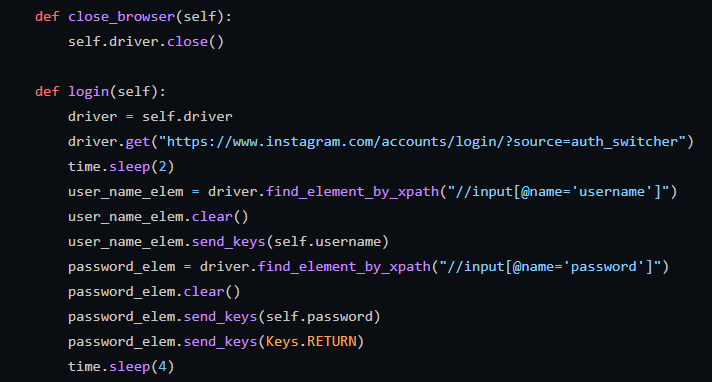 def close_browser(self):
self.driver.close()
def login(self):
driver = self.driver
driver.get("https://www.instagram.com/accounts/login/?source=auth_switcher")
time.sleep(2)
user_name_elem = driver.find_element_by_xpath("//input[@name='username']")
user_name_elem.clear()
user_name_elem.send_keys(self.username)
password_elem = driver.find_element_by_xpath("//input[@name='password']")
password_elem.clear()
password_elem.send_keys(self.password)
password_elem.send_keys(Keys.RETURN)
time.sleep(4)